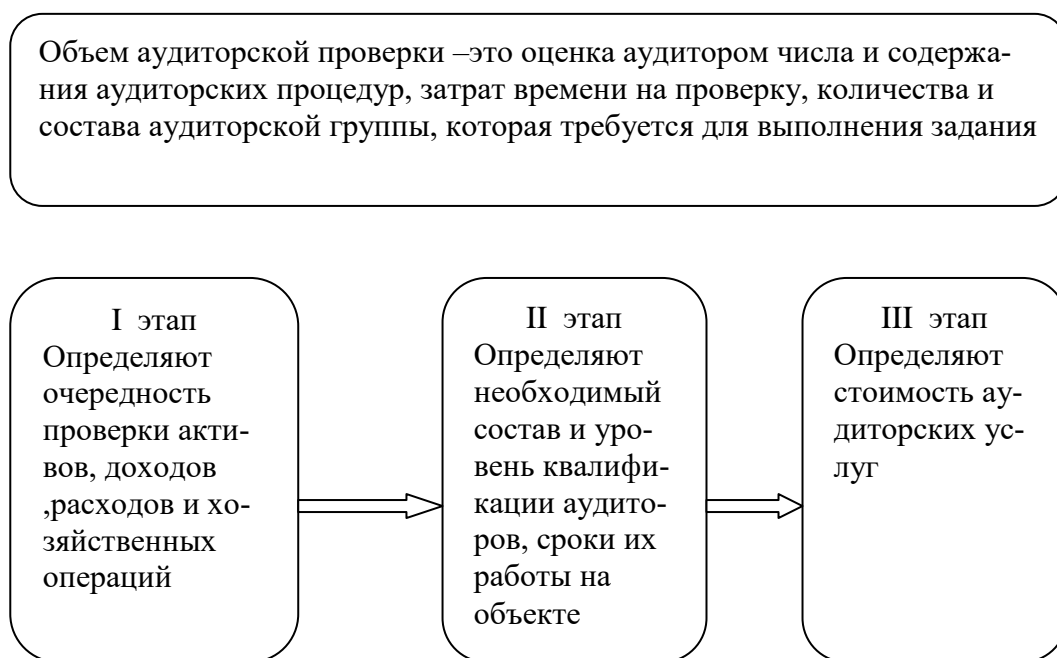 Объем аудиторской проверки –это оценка аудитором числа и содержа-
ния аудиторских процедур, затрат времени на проверку, количества и
состава аудиторской группы, которая требуется для выполнения задания
I этап
Определяют
очередность
проверки акти-
вов, доходов
,расходов и хо-
зяйственных
операций
II этап
Определяют
необходимый
состав и уро-
вень квалифи-
кации аудито-
ров, сроки их
работы на
объекте
III этап
Определяют
стоимость ау-
диторских ус-
луг